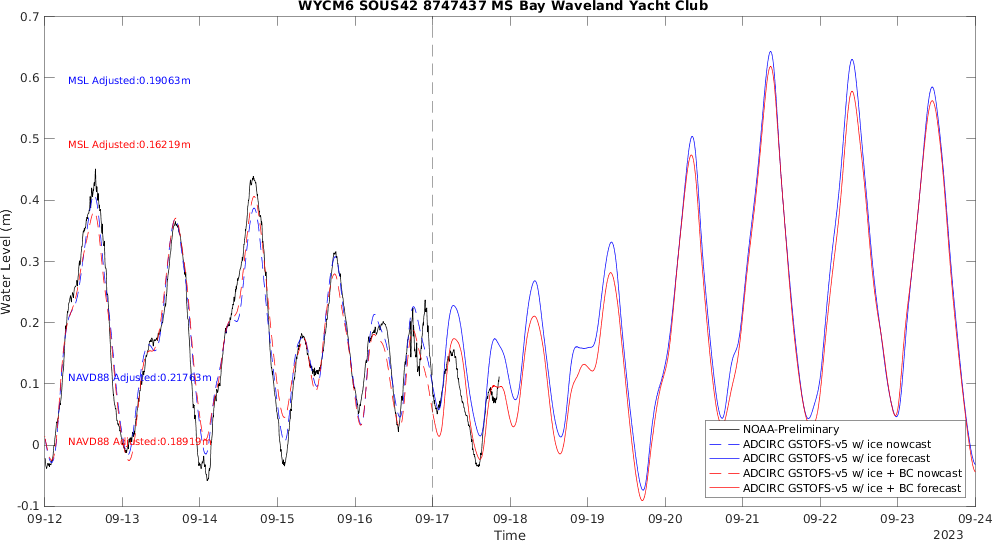 WYCM6 SOUS42 8747437 MS Bay Waveland Yacht Club
0.7
0.6
0.5
0.4
0.3
0.2
0.1
0
-0.1
Water Level (m)
MSL Adjusted:0.19063m
MSL Adjusted:0.16219m
NAVD88 Adjusted:0.21763m
NAVD88 Adjusted:0.18919m
NOAA-Preliminary
ADCIRC GSTOFS-v5 w/ ice nowcast
ADCIRC GSTOFS-v5 w/ ice forecast
ADCIRC GSTOFS-v5 w/ ice + BC nowcast
ADCIRC GSTOFS-v5 w/ ice + BC forecast
09-12 09-13 09-14 09-15 09-16 09-17 09-18 09-19 09-20 09-21 09-22 09-23 09-24
Time
2023